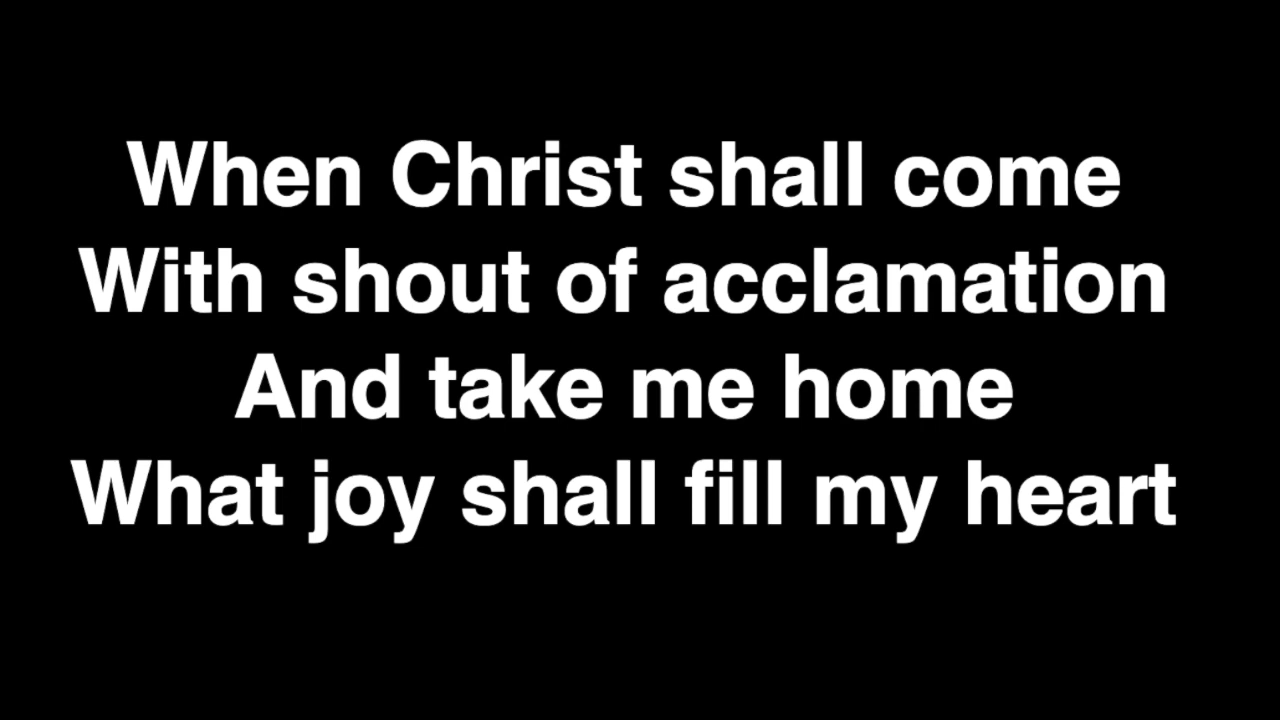 When Christ shall come
With shout of acclamation
And take me home
What joy shall fill my heart